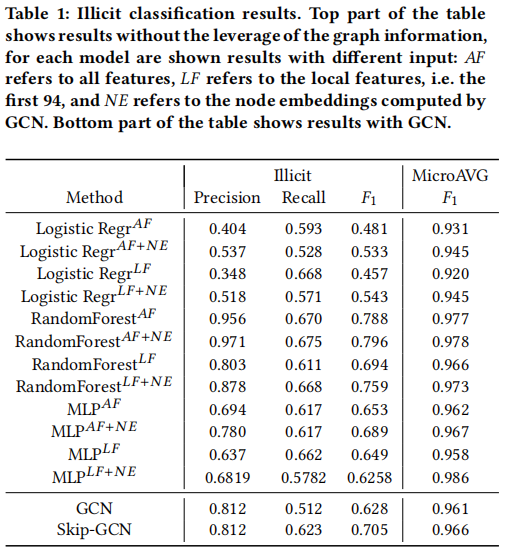 Table 1: Illicit classification results. Top part of the table
shows results without the leverage of the graph information,
for each model are shown results with different input: AF
refers to all features, LF refers to the local features, i.e. the
first 94, and NE refers to the node embeddings computed by
GCN. Bottom part of the table shows results with GCN.
Illicit MicroAVG
Method Precision Recall F1 F1
Logistic Regr^AF 0.404 0.593 0.481 0.931
Logistic Regr^AF+NE 0.537 0.528 0.533 0.945
Logistic Regr^LF 0.348 0.668 0.457 0.920
Logistic Regr^LF+NE 0.518 0.571 0.543 0.945
RandomForest^AF 0.956 0.670 0.788 0.977
RandomForest^AF+NE 0.971 0.675 0.796 0.978
RandomForest^LF 0.803 0.611 0.694 0.966
RandomForest^LF+NE 0.878 0.668 0.759 0.973
MLP^AF 0.694 0.617 0.653 0.962
MLP^AF+NE 0.780 0.617 0.689 0.967
MLP^LF 0.637 0.662 0.649 0.958
MLP^LF+NE 0.6819 0.5782 0.6258 0.986
GCN 0.812 0.512 0.628 0.961
Skip-GCN 0.812 0.623 0.705 0.966